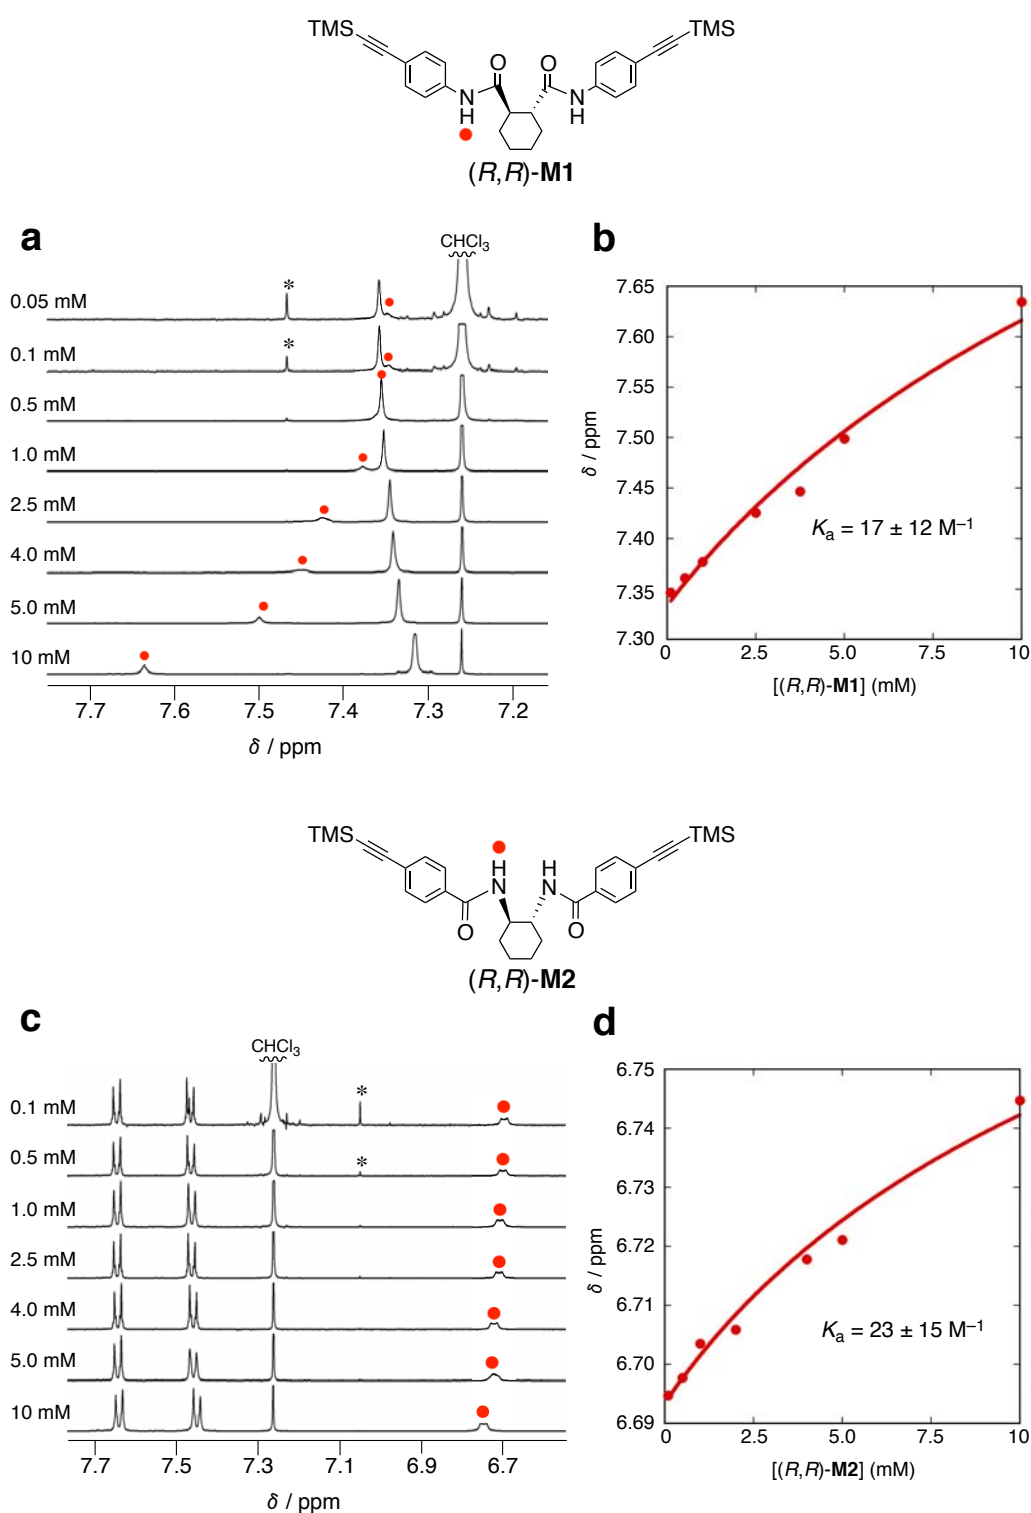 TMS TMS
O O
N H N H
(R,R)-M1
a
CHCl3
0.05 mM *
0.1 mM *
0.5 mM
1.0 mM
2.5 mM
4.0 mM
5.0 mM
10 mM
7.7 7.6 7.5 7.4 7.3 7.2
δ / ppm
b
7.65
7.60
7.55
7.50
7.45
7.40
7.35
7.30
δ / ppm
Ka = 17 ± 12 M–1
0 2.5 5.0 7.5 10
[(R,R)-M1] (mM)
TMS TMS
H H
N N
O O
(R,R)-M2
c
CHCl3
0.1 mM *
0.5 mM *
1.0 mM
2.5 mM
4.0 mM
5.0 mM
10 mM
7.7 7.5 7.3 7.1 6.9 6.7
δ / ppm
d
6.75
6.74
6.73
6.72
6.71
6.70
6.69
δ / ppm
Ka = 23 ± 15 M–1
0 2.5 5.0 7.5 10
[(R,R)-M2] (mM)